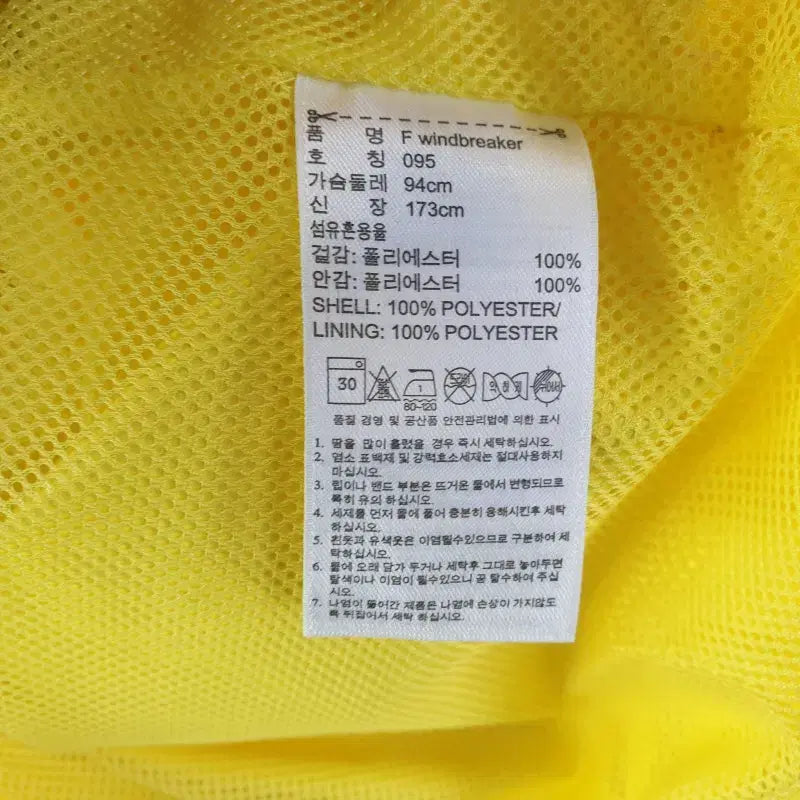 품 명 F windbreaker
호 칭 095
가슴둘레 94cm
신 장 173cm
섬유혼용율
겉감: 폴리에스터 100%
안감: 폴리에스터 100%
SHELL: 100% POLYESTER/
LINING: 100% POLYESTER
30 1 80~120 드라이 약하게
품질 경영 및 공산품 안전관리법에 의한 표시
1. 땀을 많이 흘렸을 경우 즉시 세탁하십시오.
2. 염소 표백제 및 강력효소세제는 절대사용하지
마십시오.
3. 립이나 밴드 부분은 뜨거운 물에서 변형되므로
특히 유의 하십시오.
4. 세제를 먼저 물에 풀어 충분히 용해시킨후 세탁
하십시오.
5. 흰옷과 유색옷은 이염될수있으므로 구분하여 세
탁하십시오.
6. 물에 오래 담가 두거나 세탁후 그대로 놓아두면
탈색이나 이염이 될수있으니 곧 탈수하여 주십
시오.
7. 나염이 들어간 제품은 나염에 손상이 가지않도
록 뒤집어서 세탁 하십시오.